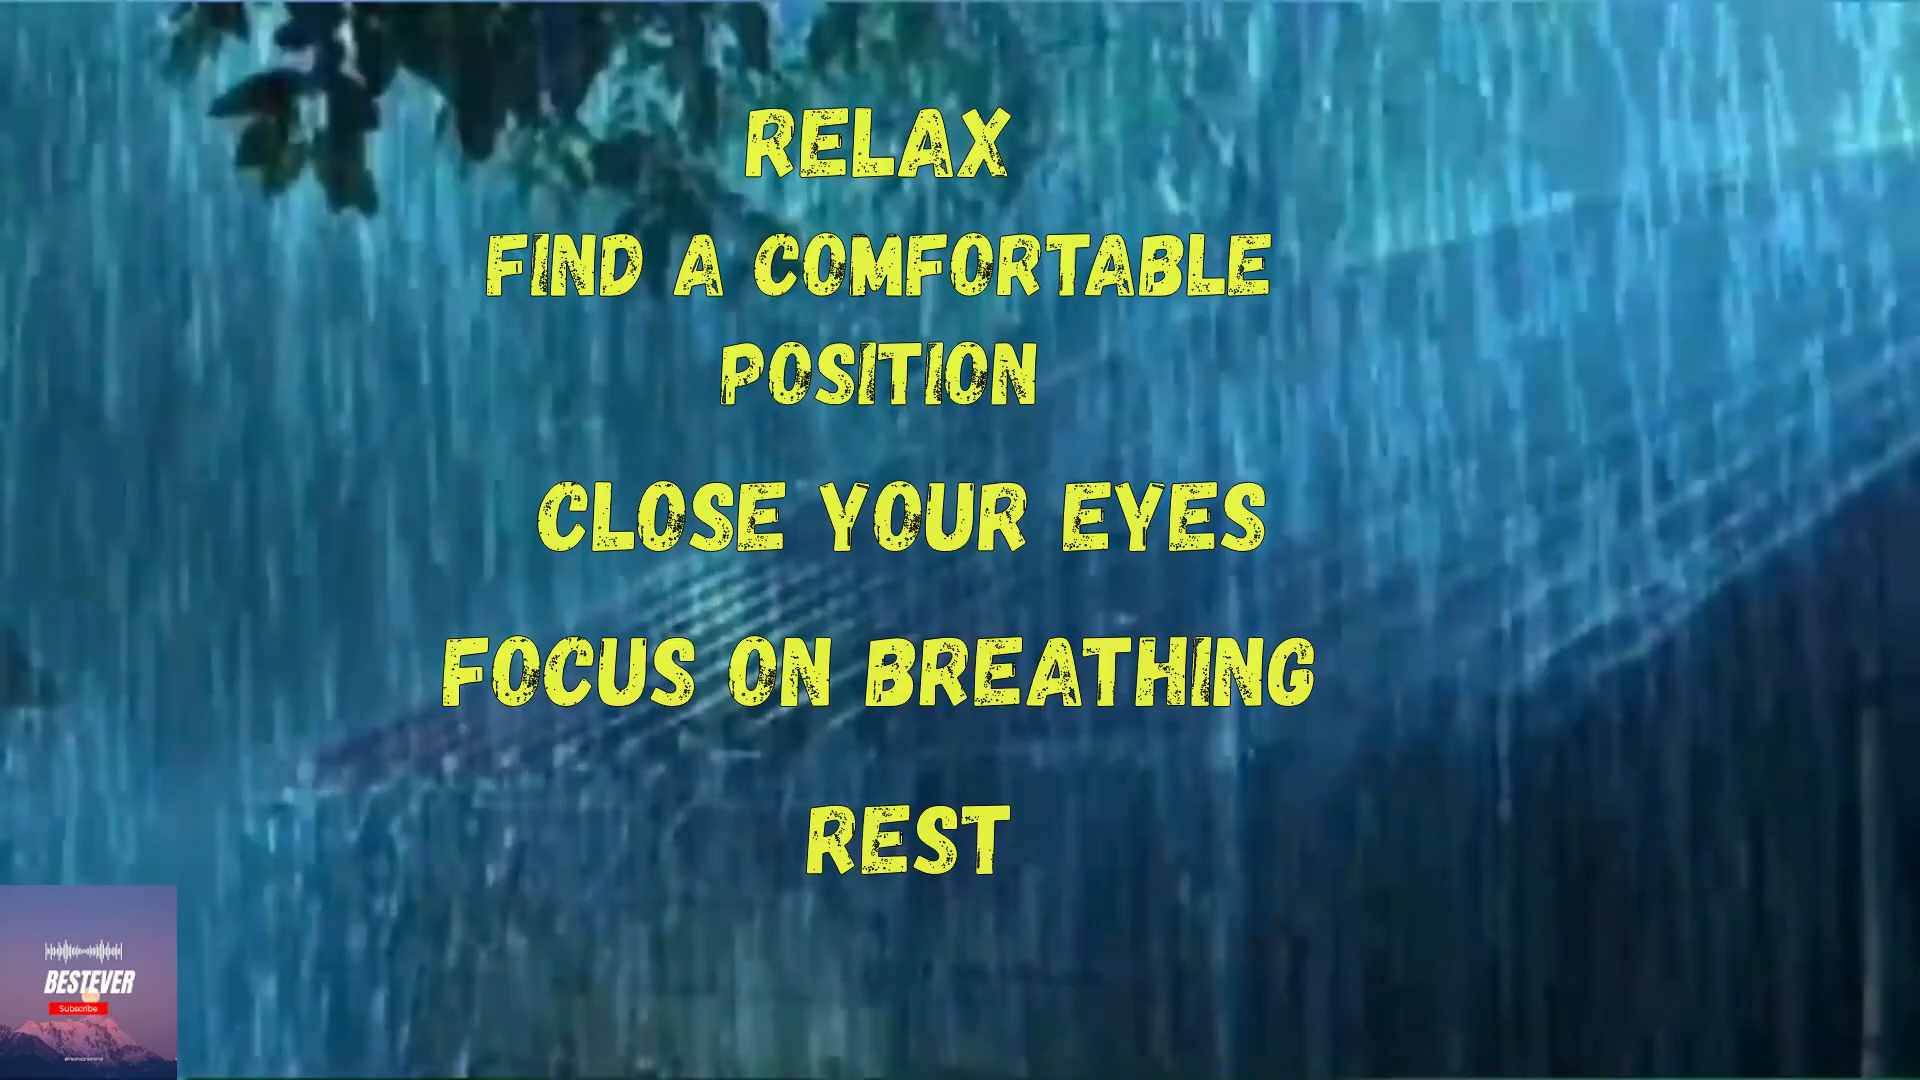 RELAX
FIND A COMFORTABLE
POSITION
CLOSE YOUR EYES
FOCUS ON BREATHING
REST
BESTEVER
Subscribe